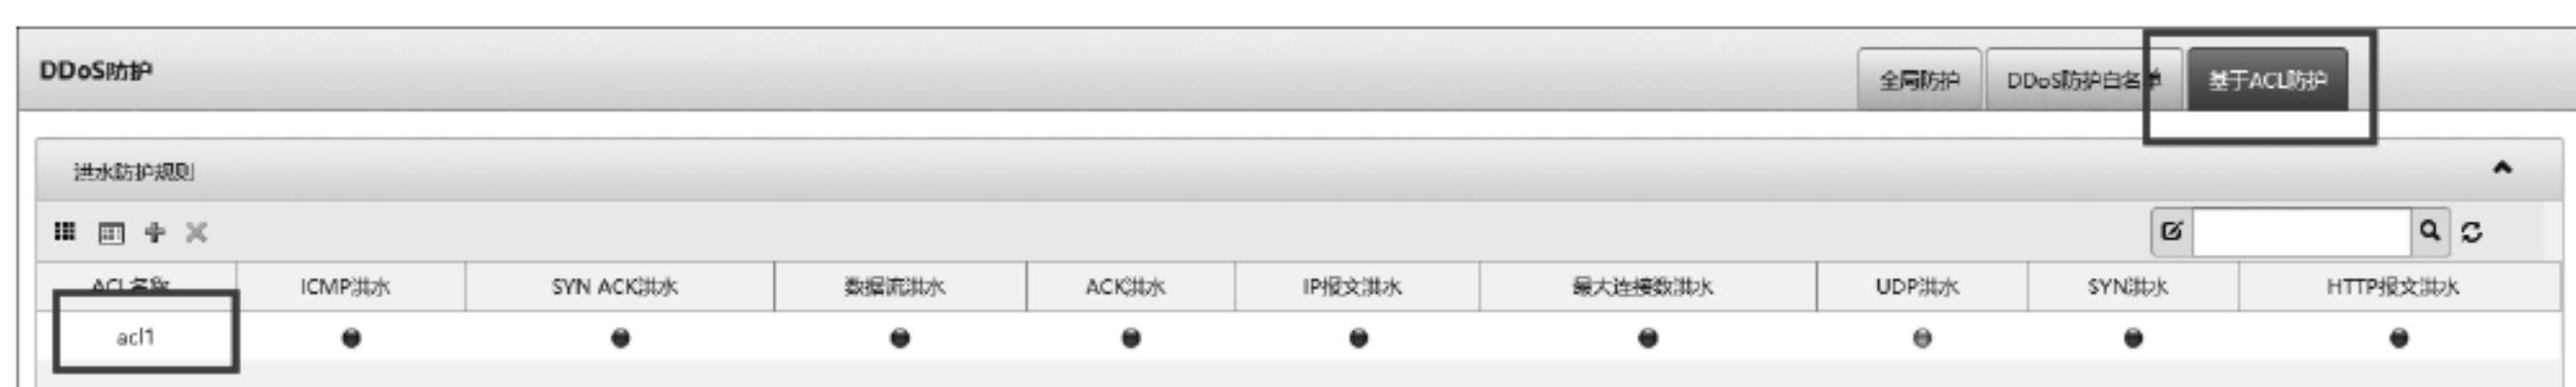 DDoS防护
全局防护 DDoS防护白名单 基于ACL防护
洪水防护规则
ACL名称 ICMP洪水 SYN ACK洪水 数据流洪水 ACK洪水 IP报文洪水 最大连接数洪水 UDP洪水 SYN洪水 HTTP报文洪水
acl1